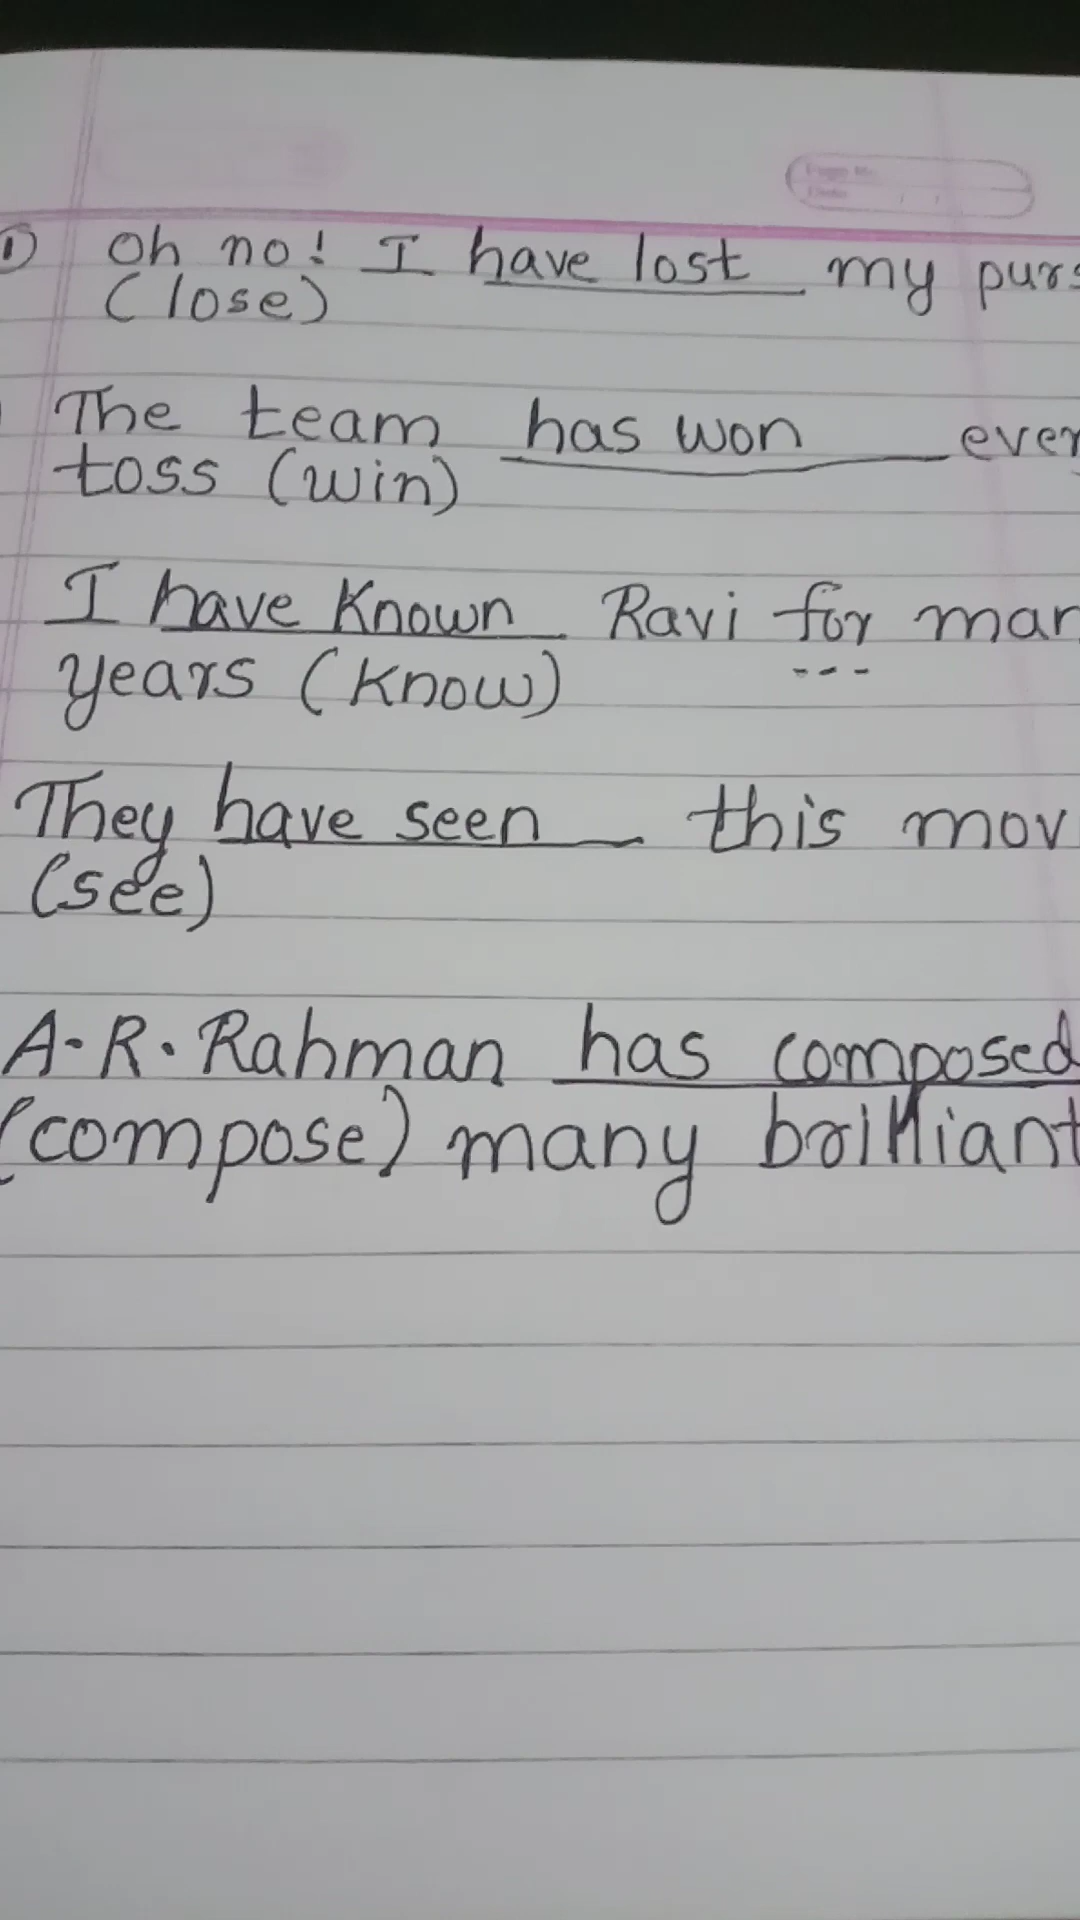 1) Oh no! I have lost my purs
(lose)
The team has won ever
toss (win)
I have Known Ravi for man
years (Know)
They have seen this mov
(see)
A. R. Rahman has composed
(compose) many brilliant